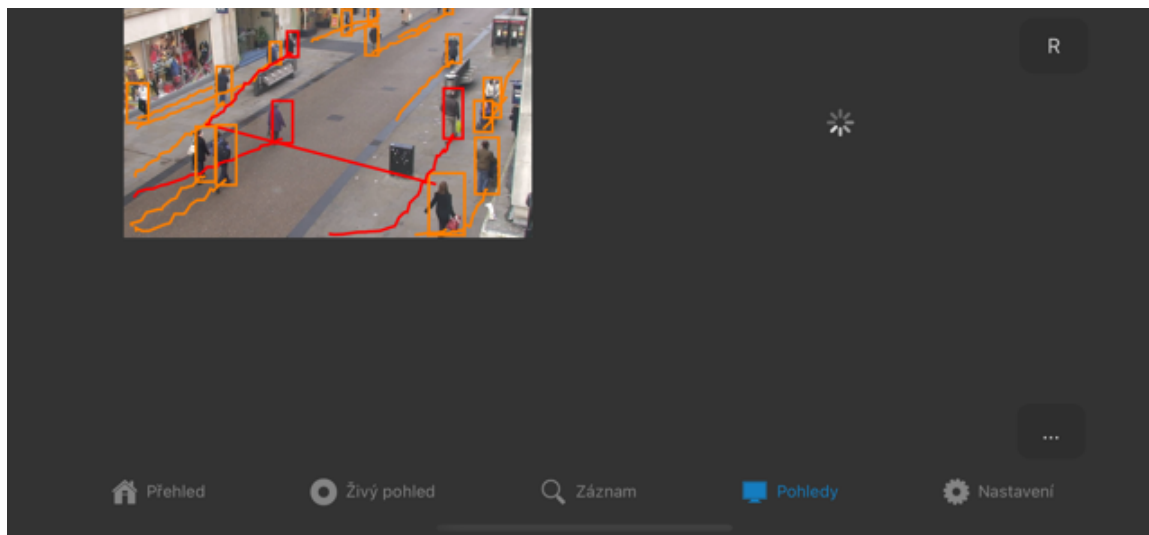 R
...
Přehled
Živý pohled
Záznam
Pohledy
Nastavení